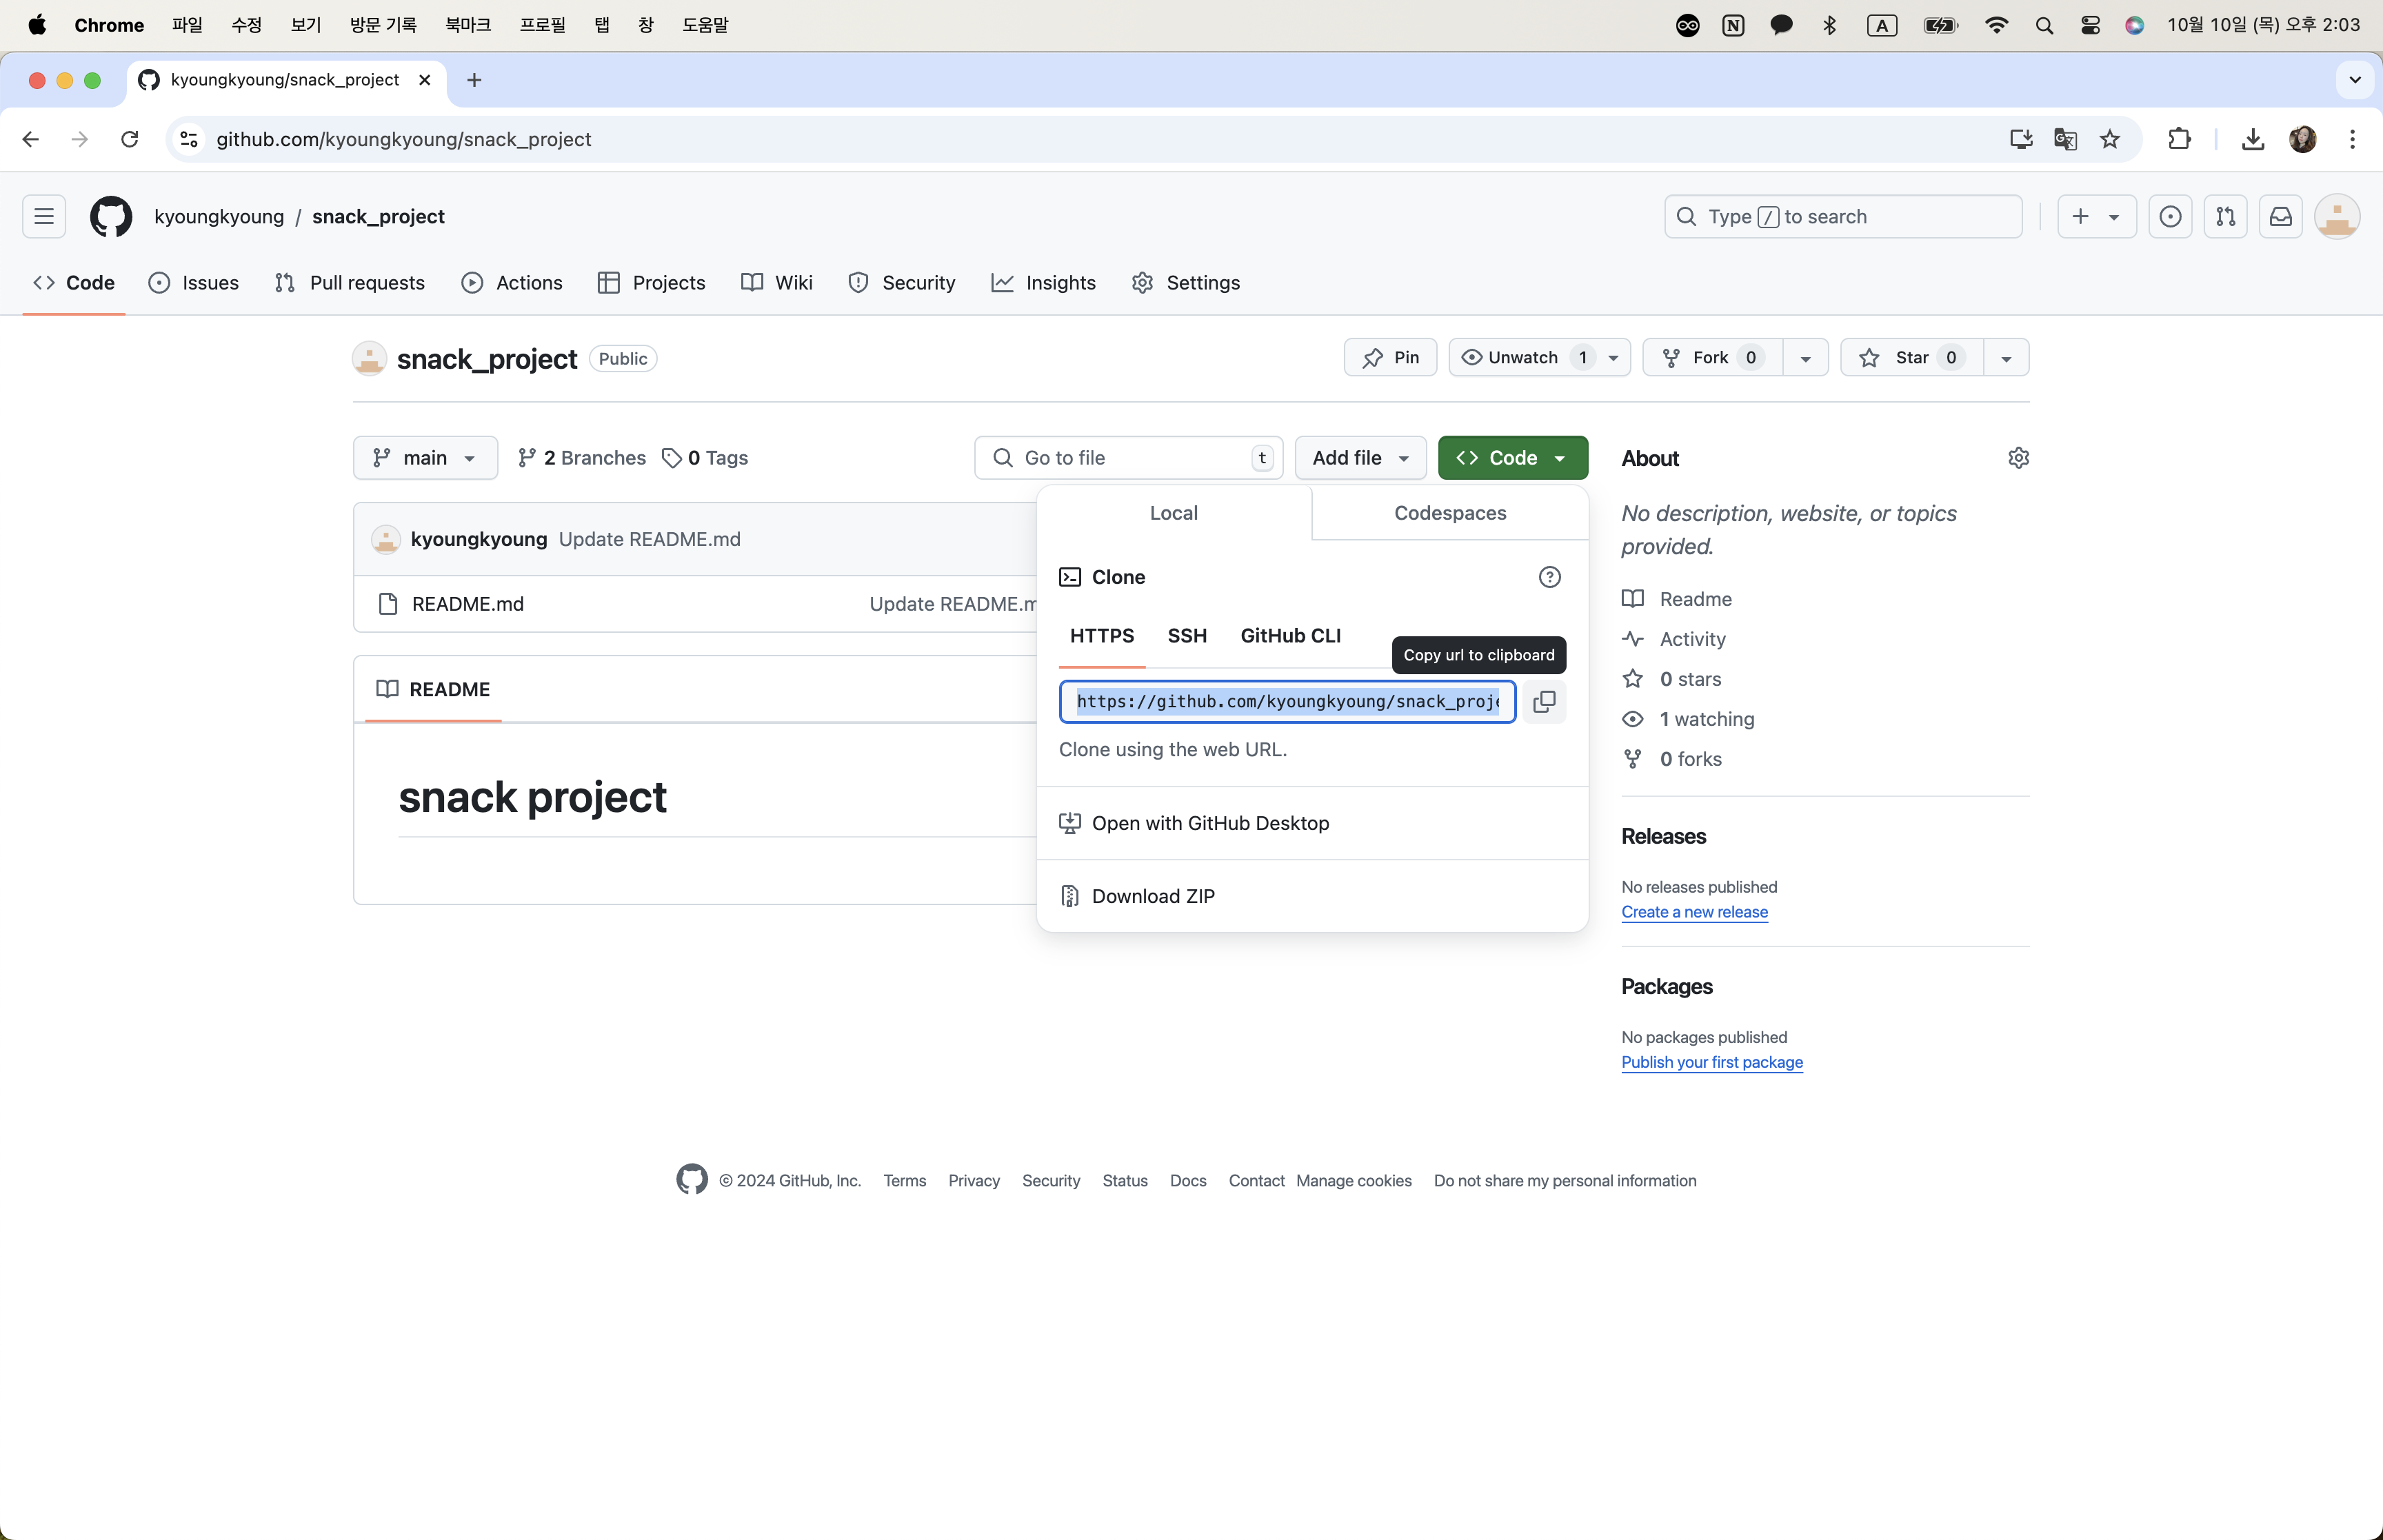 Chrome 파일 수정 보기 방문 기록 북마크 프로필 탭 창 도움말 A 10월 10일 (목) 오후 2:03
kyoungkyoung/snack_project
github.com/kyoungkyoung/snack_project
kyoungkyoung / snack_project Type / to search
Code Issues Pull requests Actions Projects Wiki Security Insights Settings
snack_project Public Pin Unwatch 1 Fork 0 Star 0
main 2 Branches 0 Tags Go to file t Add file Code
Local Codespaces
kyoungkyoung Update README.md
README.md Update README.m
Clone
HTTPS SSH GitHub CLI
Copy url to clipboard
https://github.com/kyoungkyoung/snack_proje
Clone using the web URL.
Open with GitHub Desktop
Download ZIP
README
snack project
About
No description, website, or topics
provided.
Readme
Activity
0 stars
1 watching
0 forks
Releases
No releases published
Create a new release
Packages
No packages published
Publish your first package
© 2024 GitHub, Inc. Terms Privacy Security Status Docs Contact Manage cookies Do not share my personal information